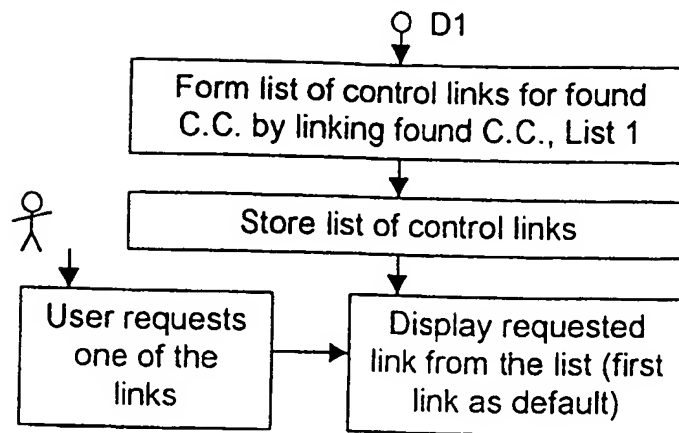 D1
Form list of control links for found
C.C. by linking found C.C., List 1
Store list of control links
User requests
one of the
links
Display requested
link from the list (first
link as default)